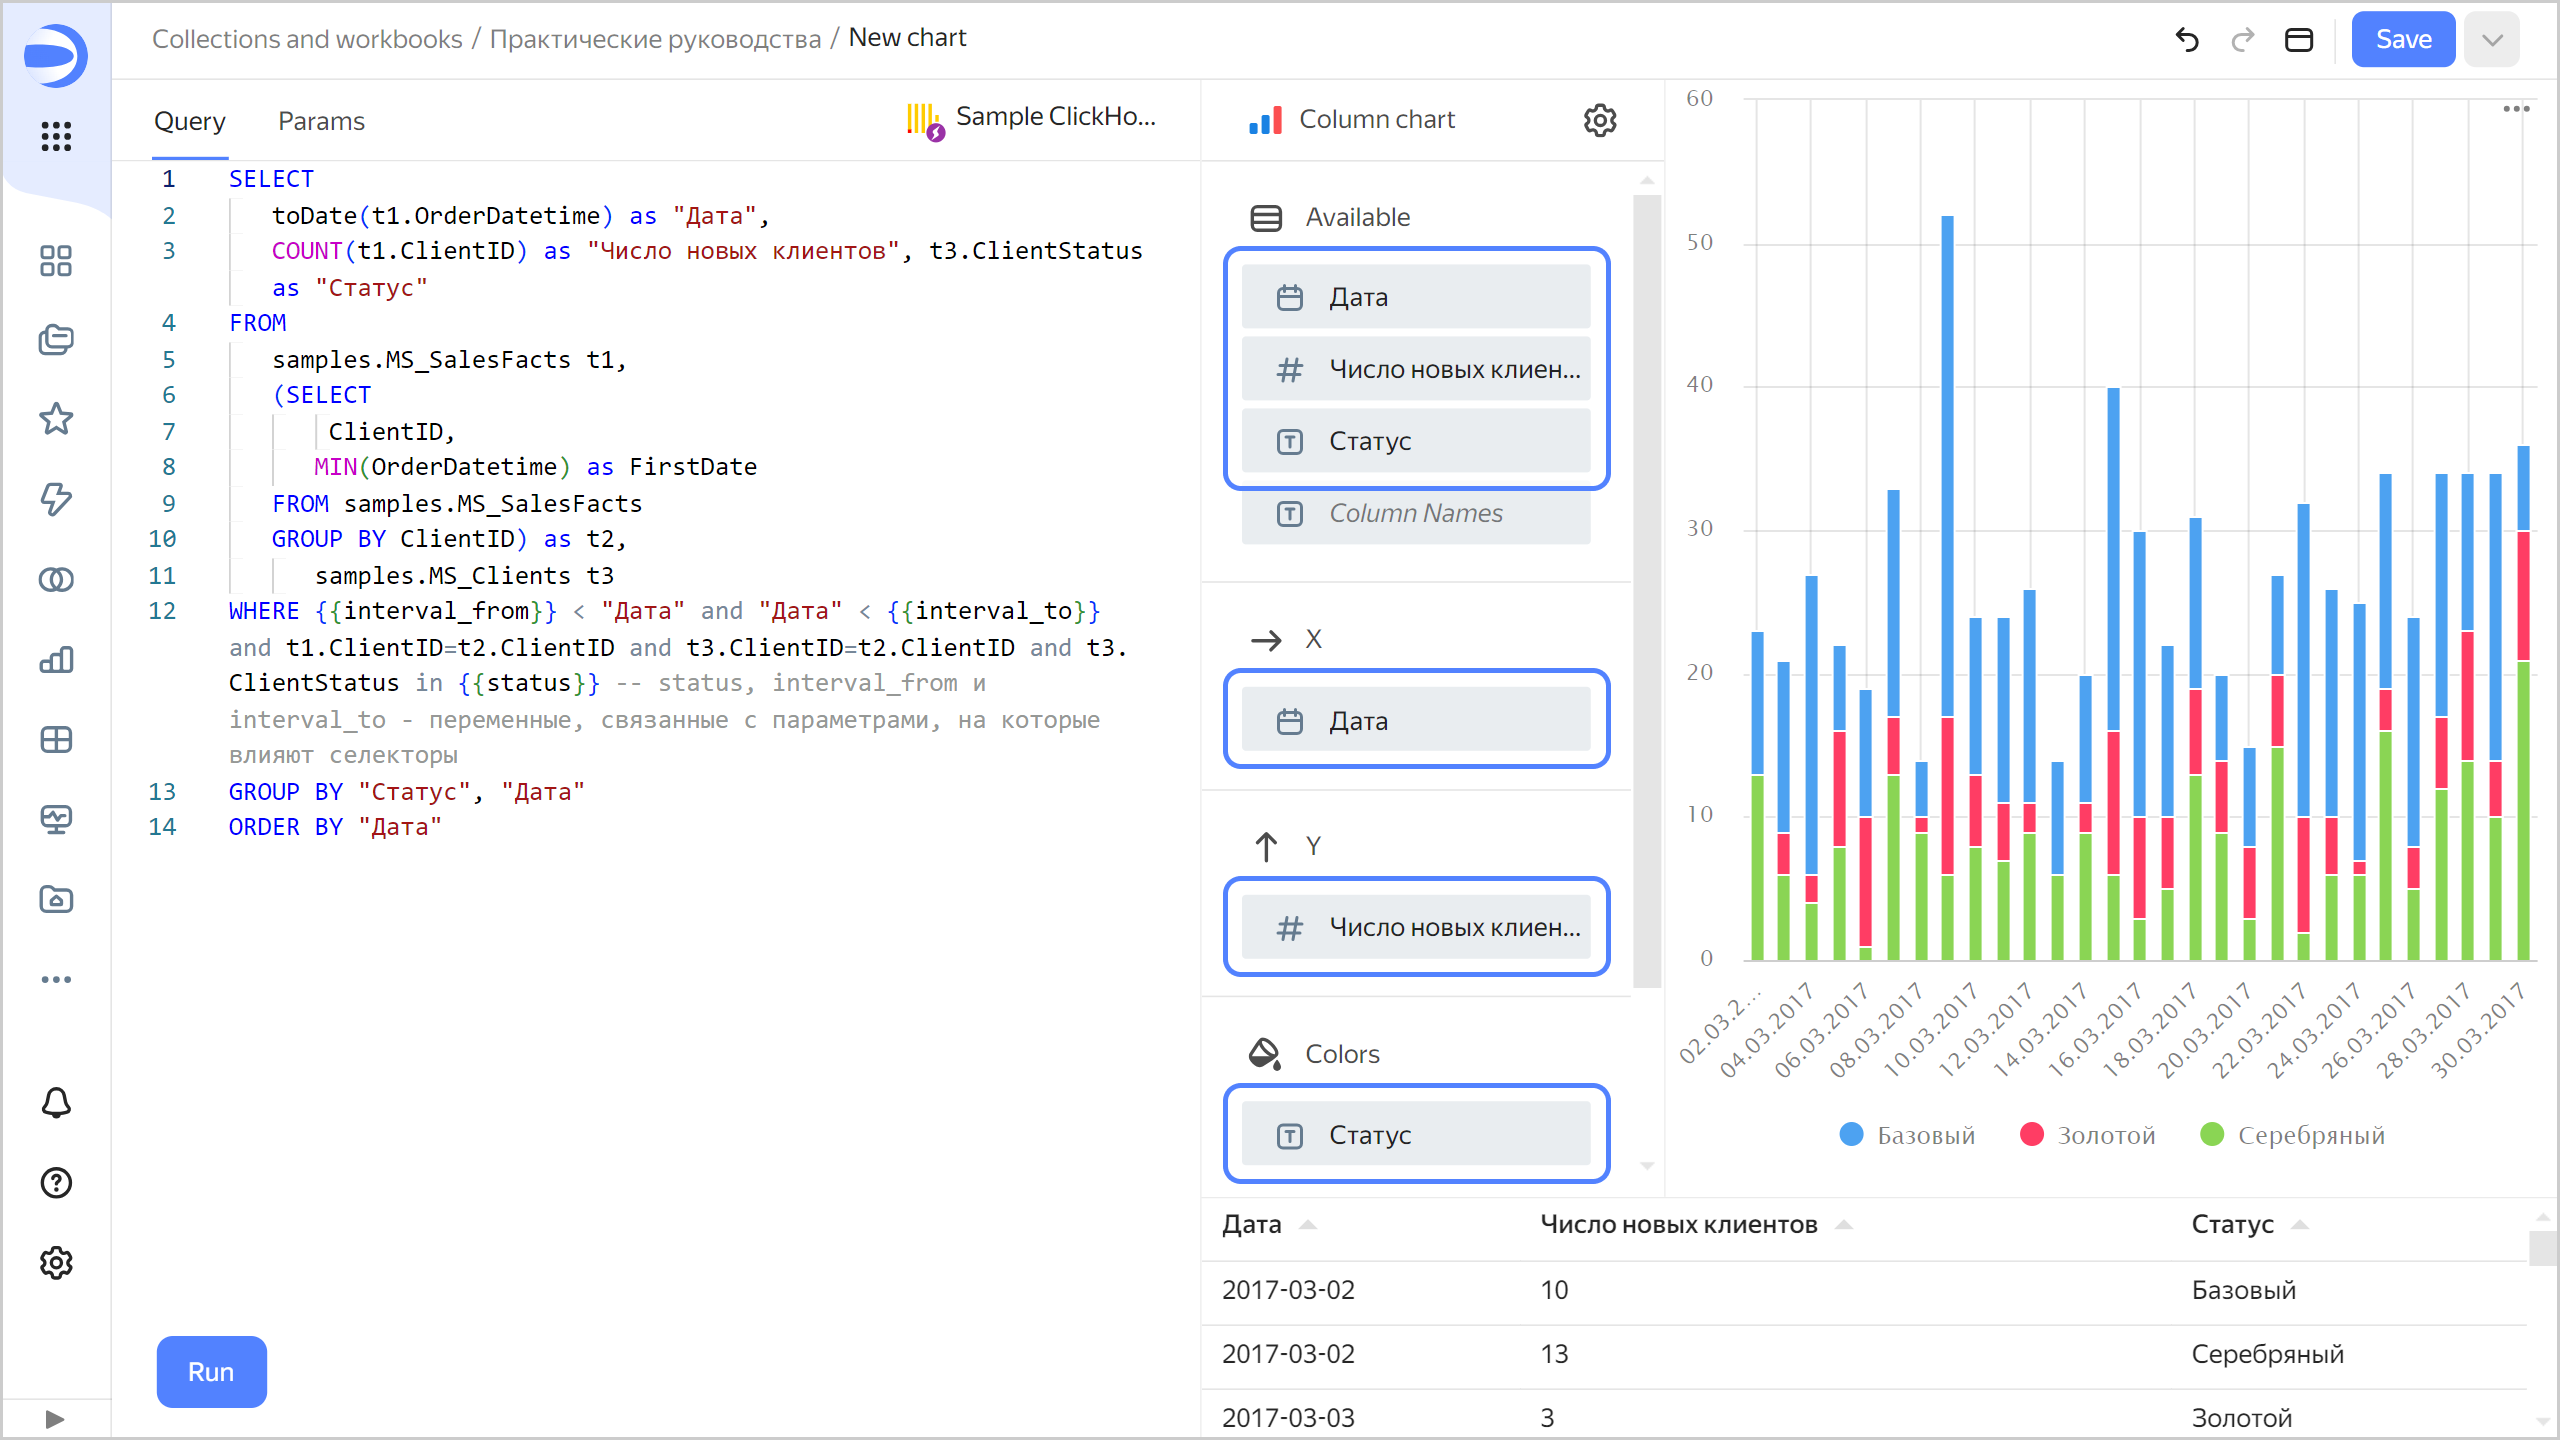 Collections and workbooks / Практические руководства / New chart
Save
Query
Params
Sample ClickHo...
1 SELECT
2 toDate(t1.OrderDatetime) as "Дата",
3 COUNT(t1.ClientID) as "Число новых клиентов", t3.ClientStatus
as "Статус"
4 FROM
5 samples.MS_SalesFacts t1,
6 (SELECT
7 ClientID,
8 MIN(OrderDatetime) as FirstDate
9 FROM samples.MS_SalesFacts
10 GROUP BY ClientID) as t2,
11 samples.MS_Clients t3
12 WHERE {{interval_from}} < "Дата" and "Дата" < {{interval_to}}
and t1.ClientID=t2.ClientID and t3.ClientID=t2.ClientID and t3.
ClientStatus in {{status}} -- status, interval_from и
interval_to - переменные, связанные с параметрами, на которые
влияют селекторы
13 GROUP BY "Статус", "Дата"
14 ORDER BY "Дата"
Run
Column chart
Available
Дата
Число новых клиен...
Статус
Column Names
X
Дата
Y
Число новых клиен...
Colors
Статус
60
50
40
30
20
10
0
02.03.2...
04.03.2017
06.03.2017
08.03.2017
10.03.2017
12.03.2017
14.03.2017
16.03.2017
18.03.2017
20.03.2017
22.03.2017
24.03.2017
26.03.2017
28.03.2017
30.03.2017
Базовый
Золотой
Серебряный
Дата Число новых клиентов Статус
2017-03-02 10 Базовый
2017-03-02 13 Серебряный
2017-03-03 3 Золотой